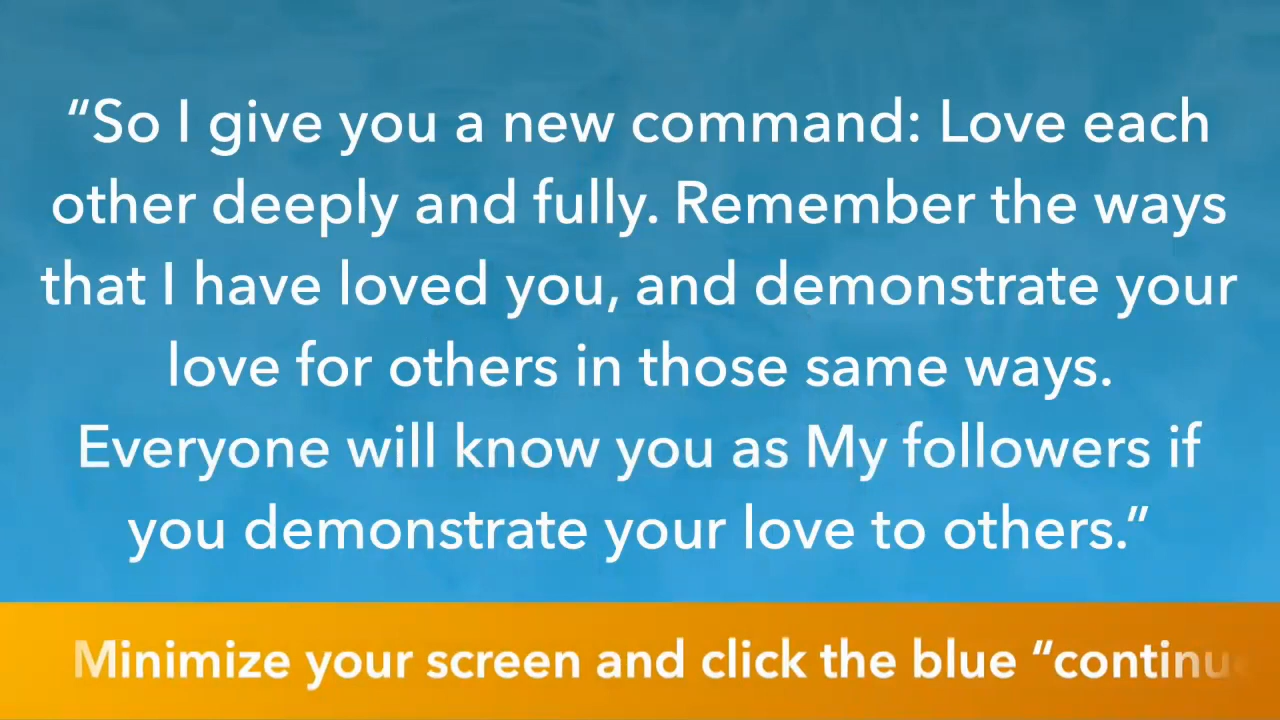 “So I give you a new command: Love each
other deeply and fully. Remember the ways
that I have loved you, and demonstrate your
love for others in those same ways.
Everyone will know you as My followers if
you demonstrate your love to others.”
Minimize your screen and click the blue “continue